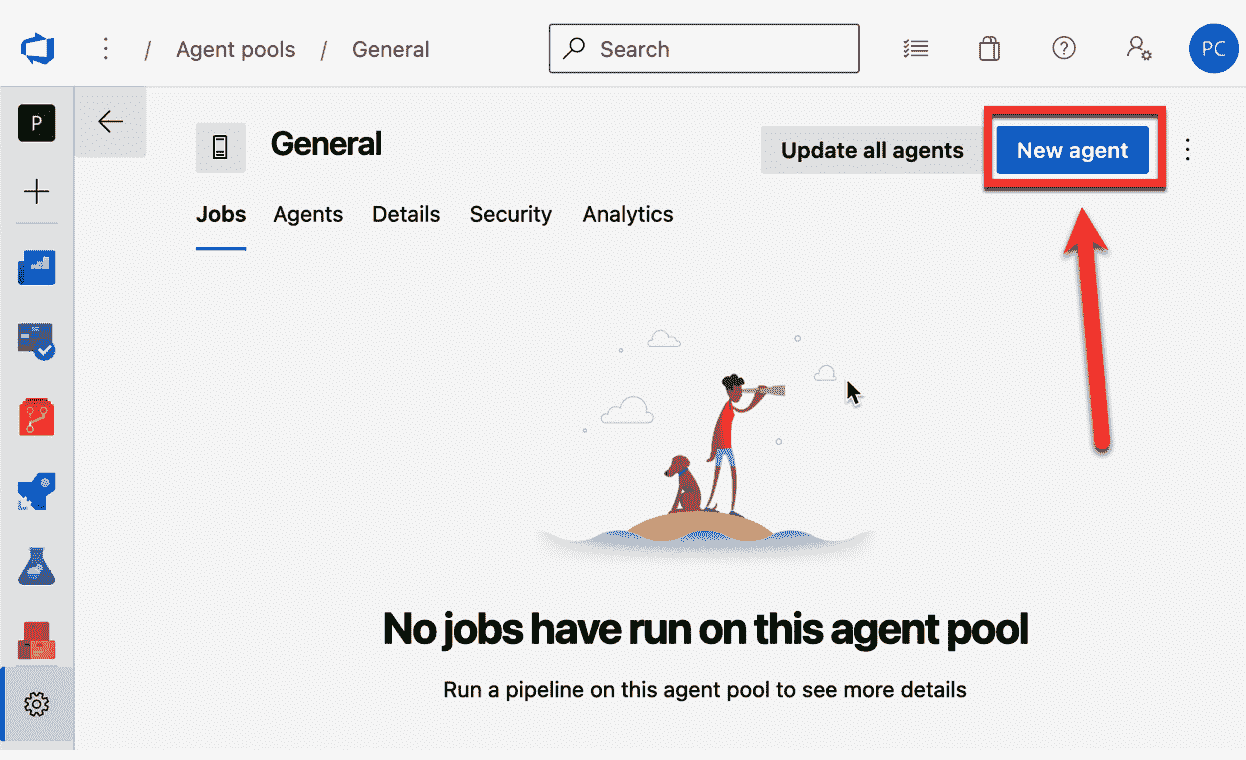 / Agent pools / General
Search
PC
P
General
Update all agents
New agent
Jobs Agents Details Security Analytics
No jobs have run on this agent pool
Run a pipeline on this agent pool to see more details